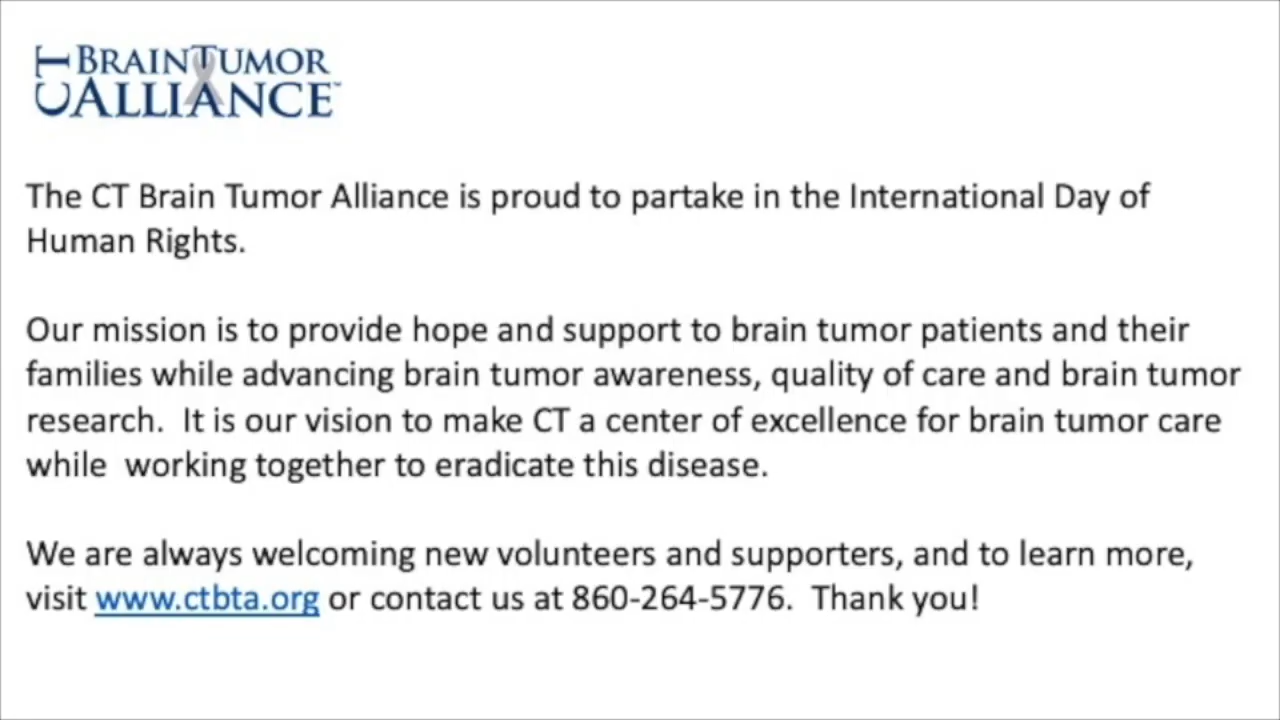 CT BRAIN TUMOR
ALLIANCE™
The CT Brain Tumor Alliance is proud to partake in the International Day of
Human Rights.
Our mission is to provide hope and support to brain tumor patients and their
families while advancing brain tumor awareness, quality of care and brain tumor
research.  It is our vision to make CT a center of excellence for brain tumor care
while  working together to eradicate this disease.
We are always welcoming new volunteers and supporters, and to learn more,
visit www.ctbta.org or contact us at 860-264-5776.  Thank you!